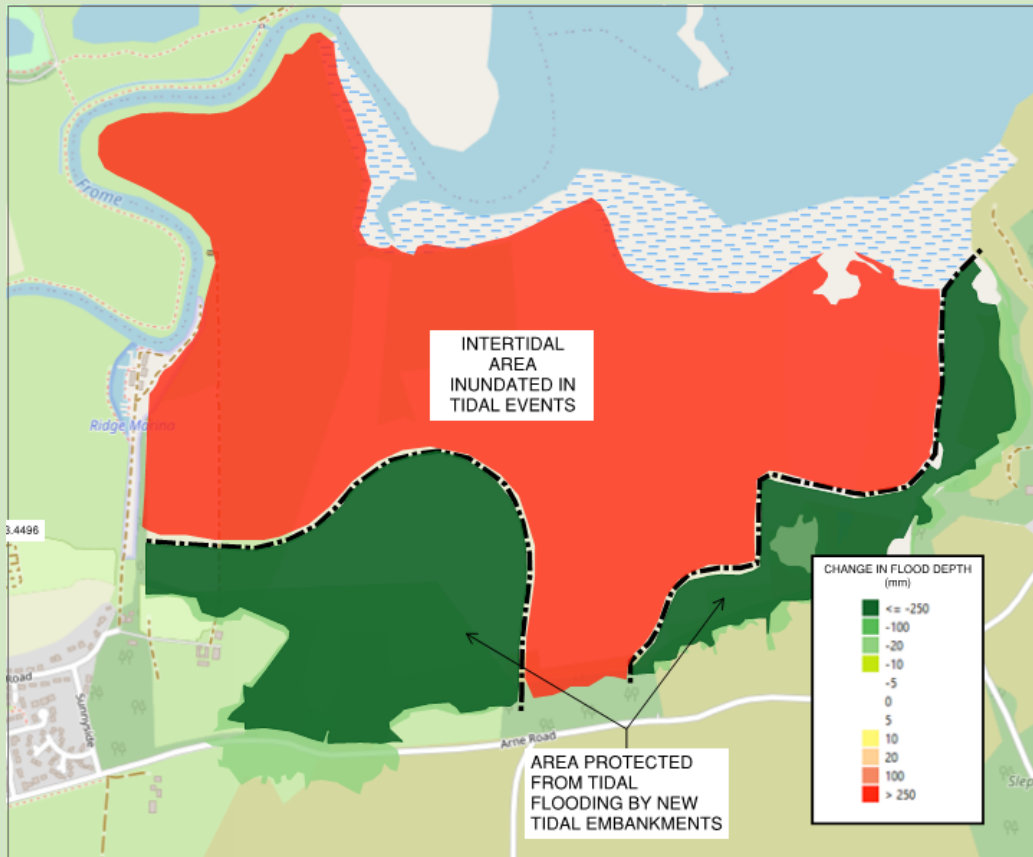 Frome
INTERTIDAL
AREA
INUNDATED IN
TIDAL EVENTS
Ridge Marina
3.4496
CHANGE IN FLOOD DEPTH
(mm)
<= -250
-100
-20
-10
-5
0
5
10
20
100
> 250
Road
Sunnyside
Arne Road
AREA PROTECTED
FROM TIDAL
FLOODING BY NEW
TIDAL EMBANKMENTS
Slep